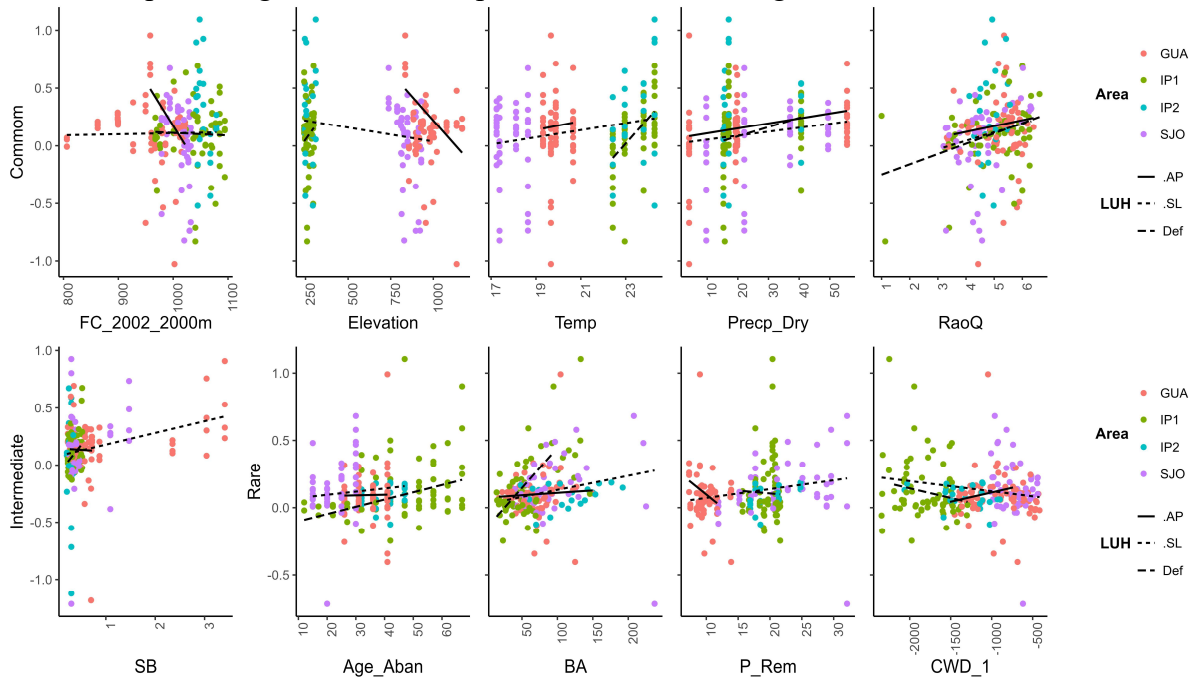 1.0
0.5
0.0
-0.5
-1.0
Commom
800
9000
10000
1100
FC_2002_2000m
250
500
750
1000
Elevation
17
19
21
23
Temp
10
20
30
40
50
Precp_Dry
1
2
3
4
5
6
RaoQ
Area
GUA
IP1
IP2
SJO
LUH
.AP
.SL
Def
1.0
0.5
0.0
-0.5
-1.0
Intermediate
1
2
3
SB
1.0
0.5
0.0
-0.5
Rare
10
20
30
40
50
60
Age_Aban
50
100
150
200
BA
10
15
20
25
30
P_Rem
-2000
-1500
-1000
-5000
CWD_1
Area
GUA
IP1
IP2
SJO
LUH
.AP
.SL
Def